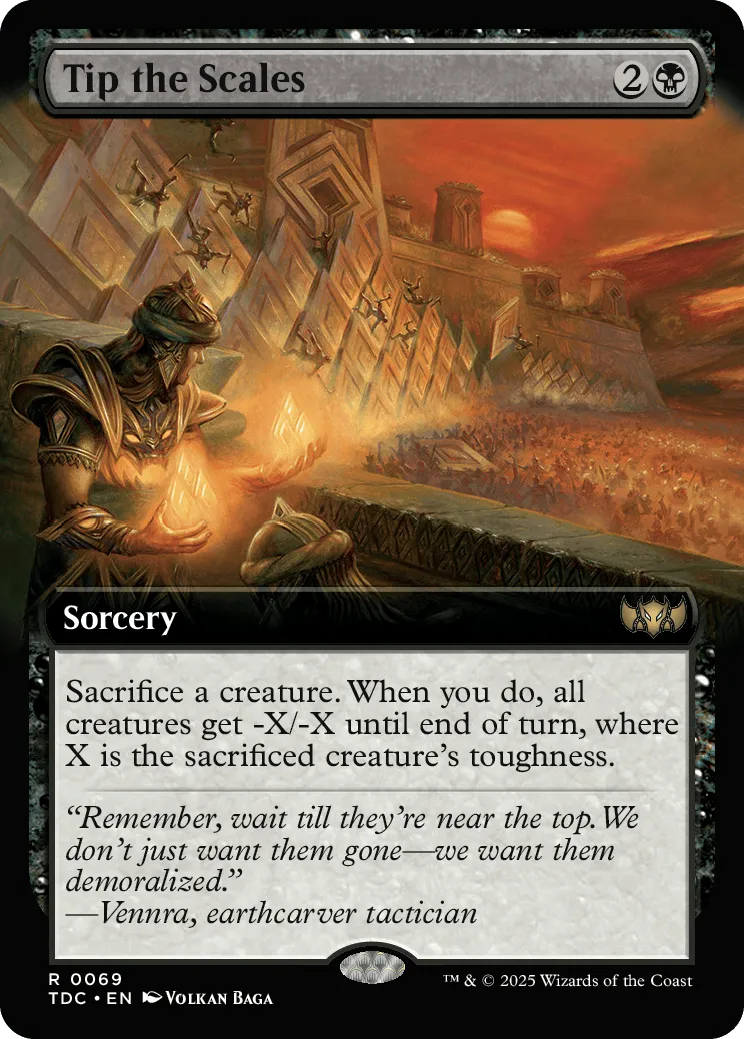 Tip the Scales 2
Sorcery
Sacrifice a creature. When you do, all
creatures get -X/-X until end of turn, where
X is the sacrificed creature's toughness.
“Remember, wait till they're near the top. We
don't just want them gone—we want them
demoralized.”
—Vennra, earthcarver tactician
R 0069
TDC • EN VOLKAN BAGA
™ & © 2025 Wizards of the Coast